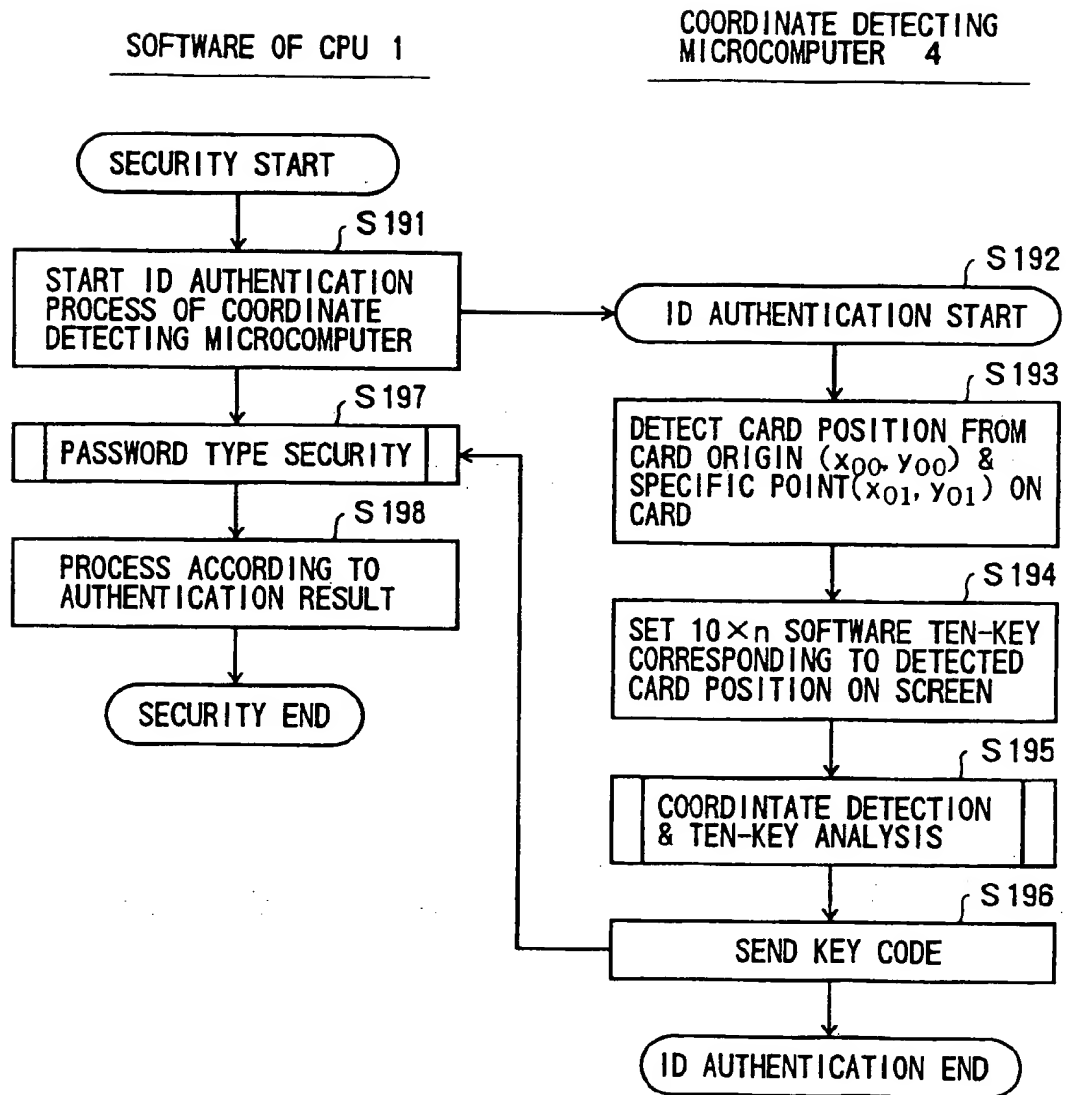 SOFTWARE OF CPU 1
SECURITY START
S191
START ID AUTHENTICATION
PROCESS OF COORDINATE
DETECTING MICROCOMPUTER
S197
PASSWORD TYPE SECURITY
S198
PROCESS ACCORDING TO
AUTHENTICATION RESULT
SECURITY END
COORDINATE DETECTING
MICROCOMPUTER 4
S192
ID AUTHENTICATION START
S193
DETECT CARD POSITION FROM
CARD ORIGIN (x00, y00) &
SPECIFIC POINT(x01, y01) ON
CARD
S194
SET 10×n SOFTWARE TEN-KEY
CORRESPONDING TO DETECTED
CARD POSITION ON SCREEN
S195
COORDINTATE DETECTION
& TEN-KEY ANALYSIS
S196
SEND KEY CODE
ID AUTHENTICATION END